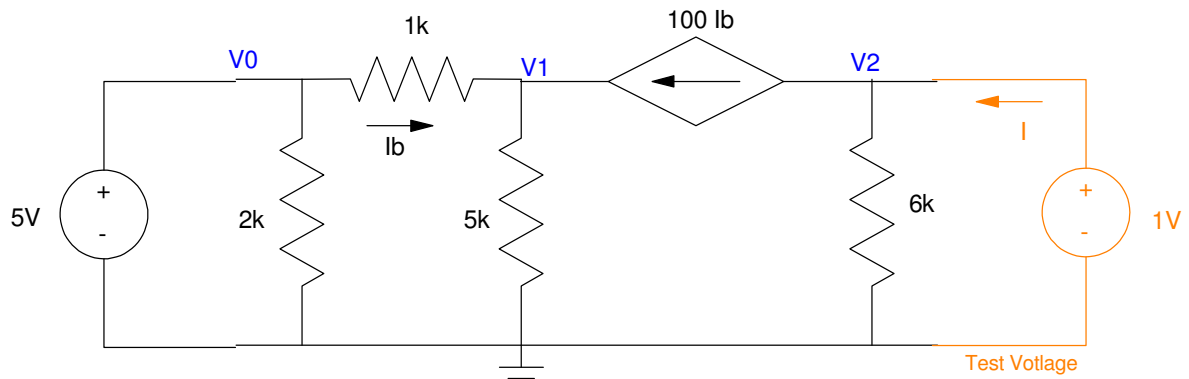 1k
100 Ib
V0
V1
V2
Ib
I
5V
+
-
2k
5k
6k
+
-
1V
Test Votlage